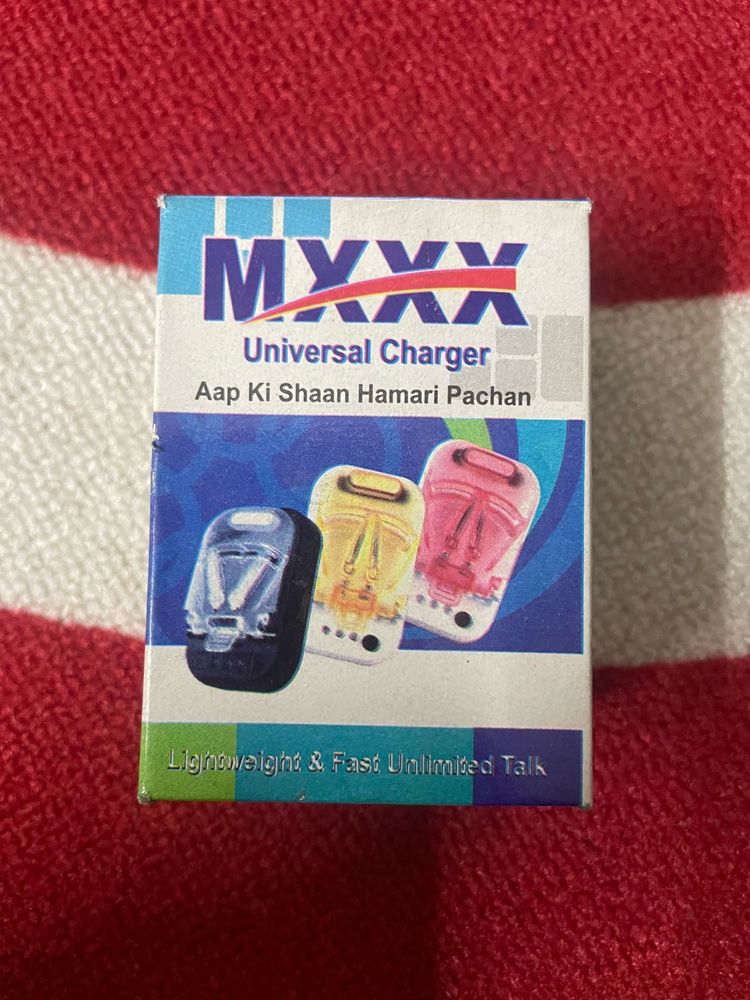 MXXX
Universal Charger
Aap Ki Shaan Hamari Pachan
Lightweight & Fast Unlimited Talk